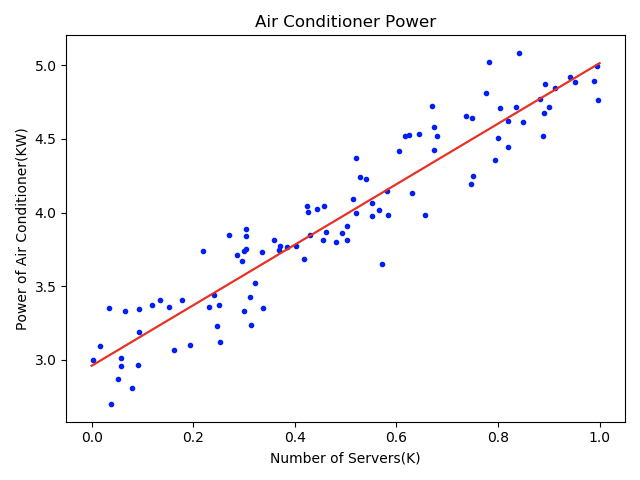 Air Conditioner Power
Power of Air Conditioner(KW)
5.0
4.5
4.0
3.5
3.0
0.0 0.2 0.4 0.6 0.8 1.0
Number of Servers(K)